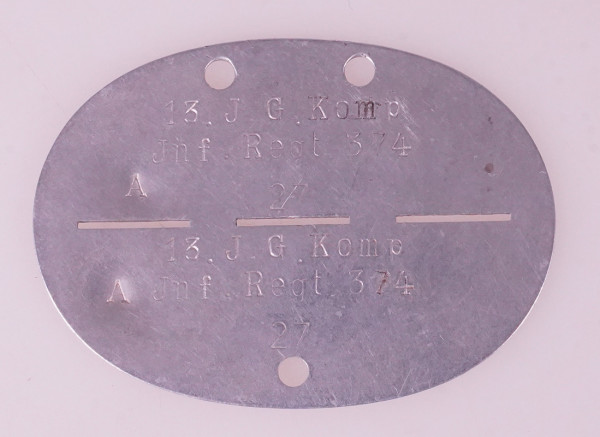 13. J G. Komp
Jnf. Regt. 374
A
27
13. J G. Komp
A Jnf. Regt. 374
27